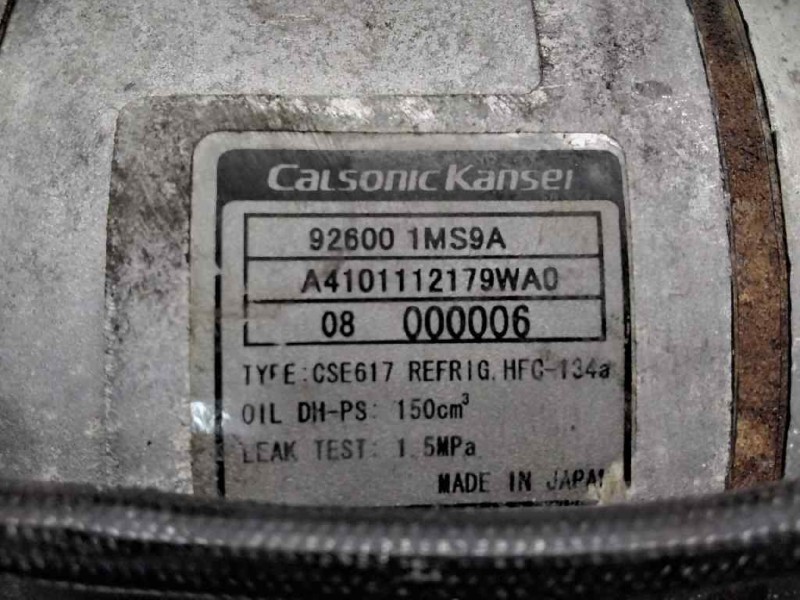 Calsonic Kansei
92600 1MS9A
A4101112179WA0
08 000006
TYPE:CSE617 REFRIG.HFC-134a
OIL DH-PS: 150cm³
LEAK TEST: 1.5MPa
MADE IN JAPAN